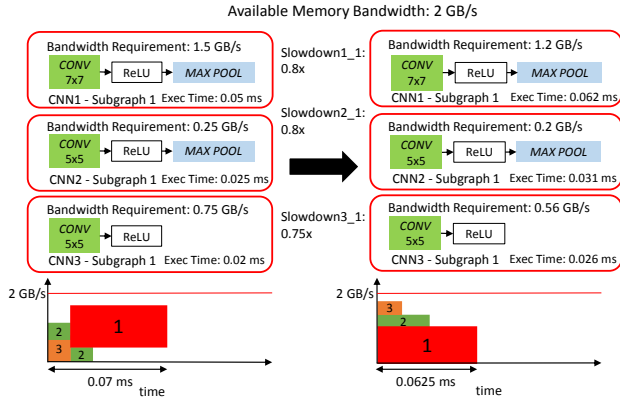 Available Memory Bandwidth: 2 GB/s
Bandwidth Requirement: 1.5 GB/s
CONV
7x7
ReLU
MAX POOL
CNN1 - Subgraph 1 Exec Time: 0.05 ms
Slowdown1_1:
0.8x
Bandwidth Requirement: 1.2 GB/s
CONV
7x7
ReLU
MAX POOL
CNN1 - Subgraph 1 Exec Time: 0.062 ms
Bandwidth Requirement: 0.25 GB/s
CONV
5x5
ReLU
MAX POOL
CNN2 - Subgraph 1 Exec Time: 0.025 ms
Slowdown2_1:
0.8x
Bandwidth Requirement: 0.2 GB/s
CONV
5x5
ReLU
MAX POOL
CNN2 - Subgraph 1 Exec Time: 0.031 ms
Bandwidth Requirement: 0.75 GB/s
CONV
5x5
ReLU
CNN3 - Subgraph 1 Exec Time: 0.02 ms
Slowdown3_1:
0.75x
Bandwidth Requirement: 0.56 GB/s
CONV
5x5
ReLU
CNN3 - Subgraph 1 Exec Time: 0.026 ms
2 GB/s
2
1
3
2
0.07 ms
time
2 GB/s
3
2
1
0.0625 ms
time